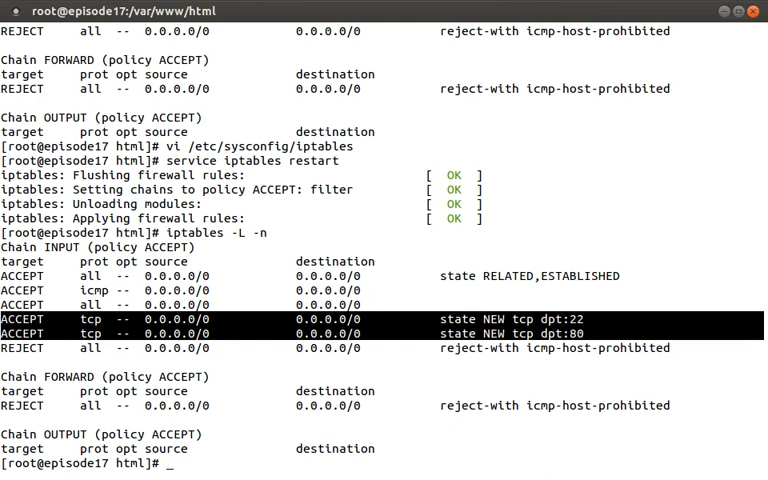 root@episode17:/var/www/html
REJECT     all  --  0.0.0.0/0            0.0.0.0/0           reject-with icmp-host-prohibited
Chain FORWARD (policy ACCEPT)
target     prot opt source               destination
REJECT     all  --  0.0.0.0/0            0.0.0.0/0           reject-with icmp-host-prohibited
Chain OUTPUT (policy ACCEPT)
target     prot opt source               destination
[root@episode17 html]# vi /etc/sysconfig/iptables
[root@episode17 html]# service iptables restart
iptables: Flushing firewall rules:                         [  OK  ]
iptables: Setting chains to policy ACCEPT: filter          [  OK  ]
iptables: Unloading modules:                               [  OK  ]
iptables: Applying firewall rules:                         [  OK  ]
[root@episode17 html]# iptables -L -n
Chain INPUT (policy ACCEPT)
target     prot opt source               destination
ACCEPT     all  --  0.0.0.0/0            0.0.0.0/0           state RELATED,ESTABLISHED
ACCEPT     icmp --  0.0.0.0/0            0.0.0.0/0
ACCEPT     all  --  0.0.0.0/0            0.0.0.0/0
ACCEPT     tcp  --  0.0.0.0/0            0.0.0.0/0           state NEW tcp dpt:22
ACCEPT     tcp  --  0.0.0.0/0            0.0.0.0/0           state NEW tcp dpt:80
REJECT     all  --  0.0.0.0/0            0.0.0.0/0           reject-with icmp-host-prohibited
Chain FORWARD (policy ACCEPT)
target     prot opt source               destination
REJECT     all  --  0.0.0.0/0            0.0.0.0/0           reject-with icmp-host-prohibited
Chain OUTPUT (policy ACCEPT)
target     prot opt source               destination
[root@episode17 html]# _